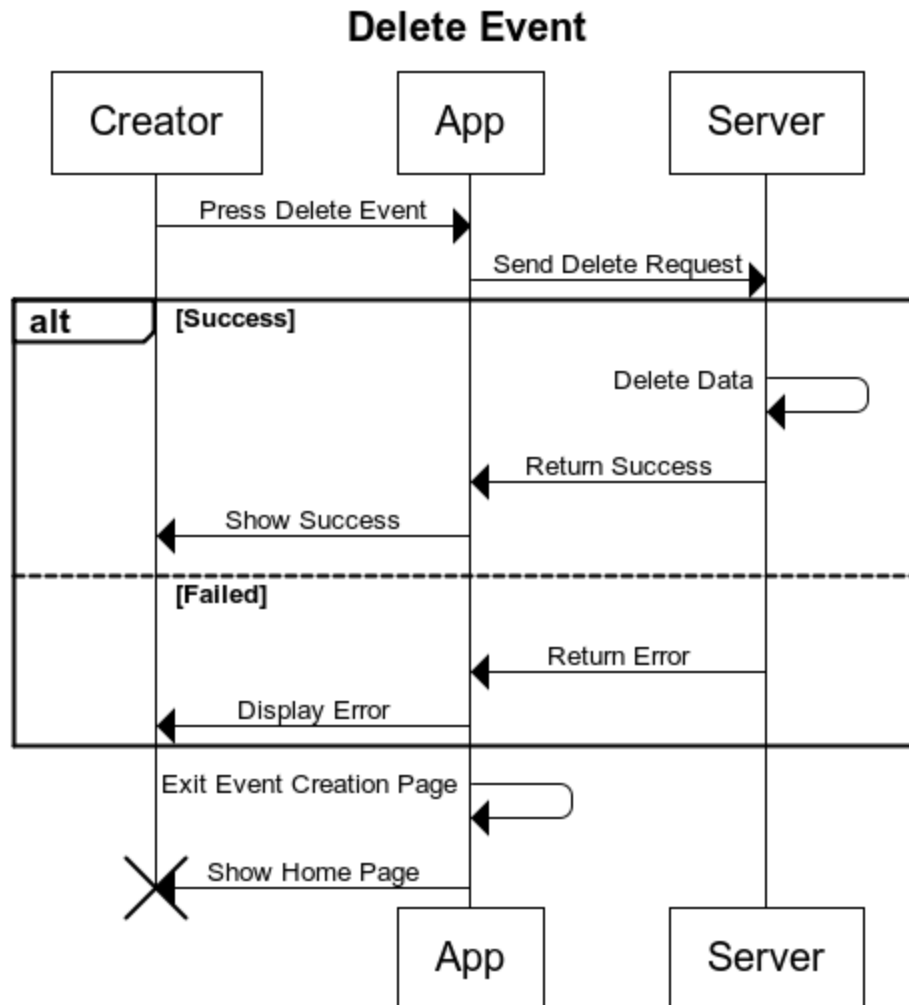 Delete Event
Creator
App
Server
Press Delete Event
Send Delete Request
alt
[Success]
Delete Data
Return Success
Show Success
[Failed]
Return Error
Display Error
Exit Event Creation Page
Show Home Page
App
Server